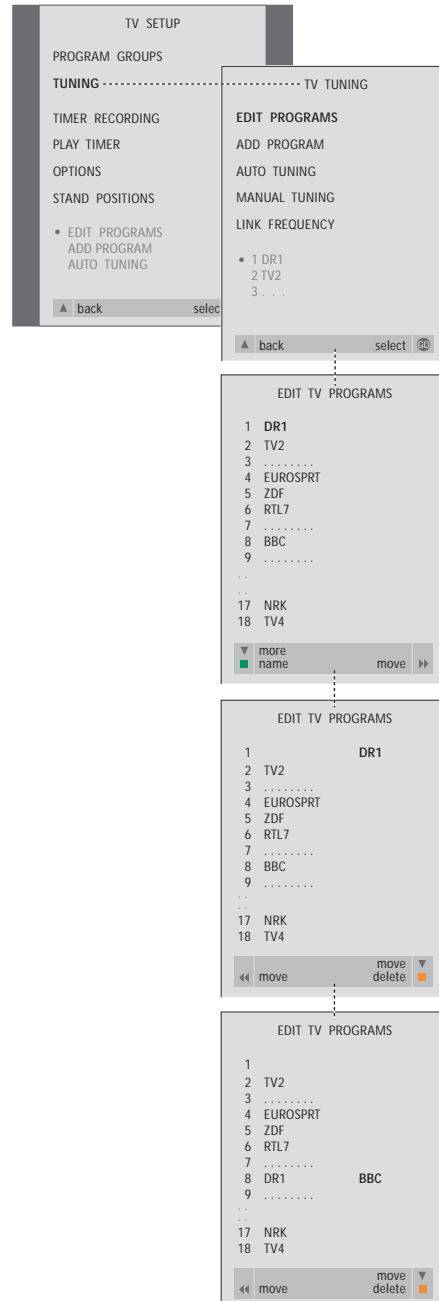 TV SETUP
PROGRAM GROUPS
TUNING
TIMER RECORDING
PLAY TIMER
OPTIONS
STAND POSITIONS
• EDIT PROGRAMS
ADD PROGRAM
AUTO TUNING
▲ back selec
TV TUNING
EDIT PROGRAMS
ADD PROGRAM
AUTO TUNING
MANUAL TUNING
LINK FREQUENCY
• 1 DR1
2 TV2
3 . . .
▲ back select GO
EDIT TV PROGRAMS
1 DR1
2 TV2
3 . . . . . . . .
4 EUROSPRT
5 ZDF
6 RTL7
7 . . . . . . . .
8 BBC
9 . . . . . . . .
. .
. .
17 NRK
18 TV4
▼ more
name move ▸▸
EDIT TV PROGRAMS
1 DR1
2 TV2
3 . . . . . . . .
4 EUROSPRT
5 ZDF
6 RTL7
7 . . . . . . . .
8 BBC
9 . . . . . . . .
. .
. .
17 NRK
18 TV4
move ▼
◂◂ move delete
EDIT TV PROGRAMS
1
2 TV2
3 . . . . . . . .
4 EUROSPRT
5 ZDF
6 RTL7
7 . . . . . . . .
8 DR1 BBC
9 . . . . . . . .
. .
. .
17 NRK
18 TV4
move ▼
◂◂ move delete